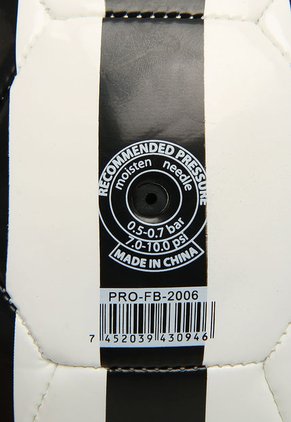 RECOMMENDED PRESSURE
moisten needle
0.5-0.7 bar
7.0-10.0 psi
MADE IN CHINA
PRO-FB-2006
7 452039 430946